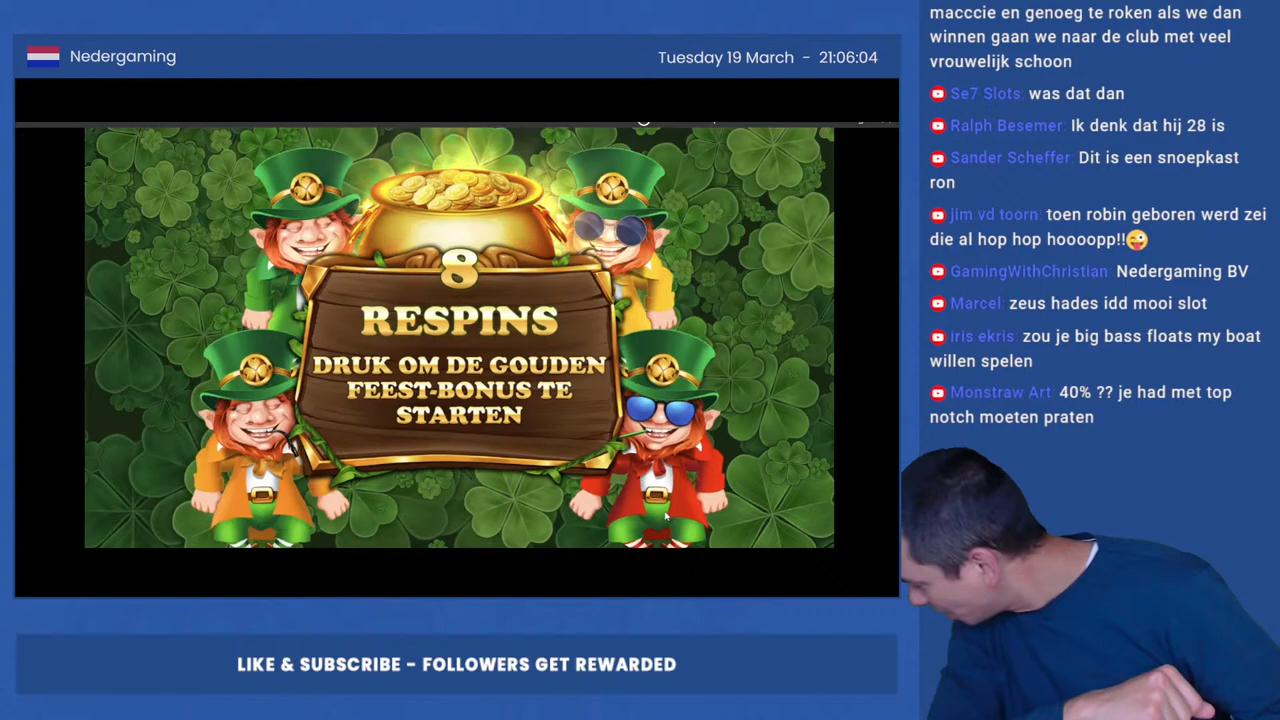 Nedergaming
Tuesday 19 March - 21:06:04
8
RESPINS
DRUK OM DE GOUDEN
FEEST-BONUS TE
STARTEN
LIKE & SUBSCRIBE - FOLLOWERS GET REWARDED
macccie en genoeg te roken als we dan
winnen gaan we naar de club met veel
vrouwelijk schoon
Se7 Slots: was dat dan
Ralph Besemer: Ik denk dat hij 28 is
Sander Scheffer: Dit is een snoepkast
ron
jim vd toorn: toen robin geboren werd zei
die al hop hop hoooopp!!😜
GamingWithChristian: Nedergaming BV
Marcel: zeus hades idd mooi slot
iris ekris: zou je big bass floats my boat
willen spelen
Monstraw Art: 40% ?? je had met top
notch moeten praten